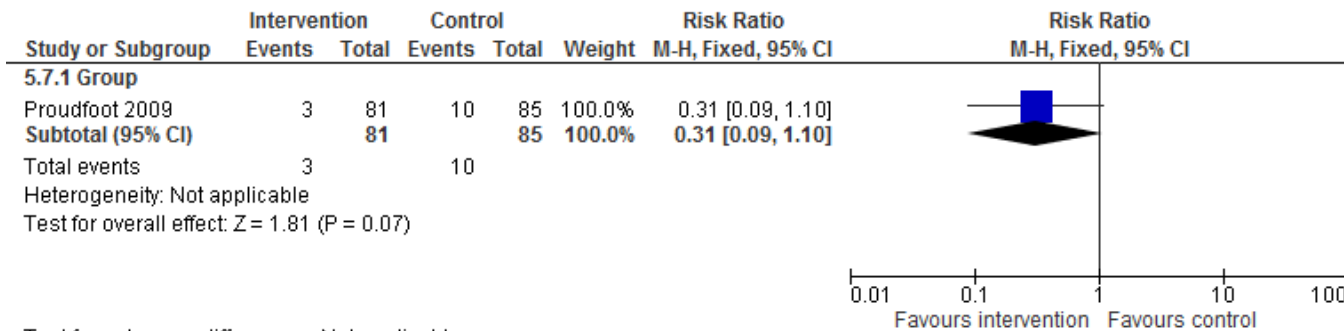 Intervention Control Risk Ratio Risk Ratio
Study or Subgroup Events Total Events Total Weight M-H, Fixed, 95% CI M-H, Fixed, 95% CI
5.7.1 Group
Proudfoot 2009 3 81 10 85 100.0% 0.31 [0.09, 1.10]
Subtotal (95% CI) 81 85 100.0% 0.31 [0.09, 1.10]
Total events 3 10
Heterogeneity: Not applicable
Test for overall effect: Z = 1.81 (P = 0.07)
0.01 0.1 1 10 100
Favours intervention Favours control